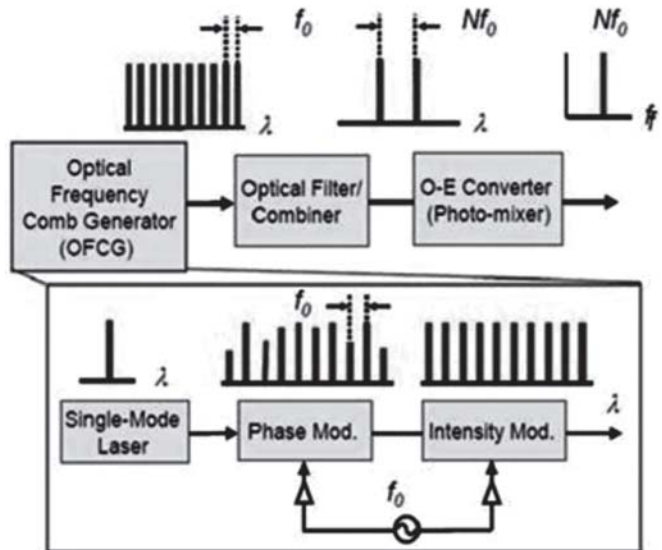 f₀
Nf₀
Nf₀
λ
λ
Optical
Frequency
Comb Generator
(OFCG)
Optical Filter/
Combiner
O-E Converter
(Photo-mixer)
f₀
λ
λ
Single-Mode
Laser
Phase Mod.
Intensity Mod.
f₀